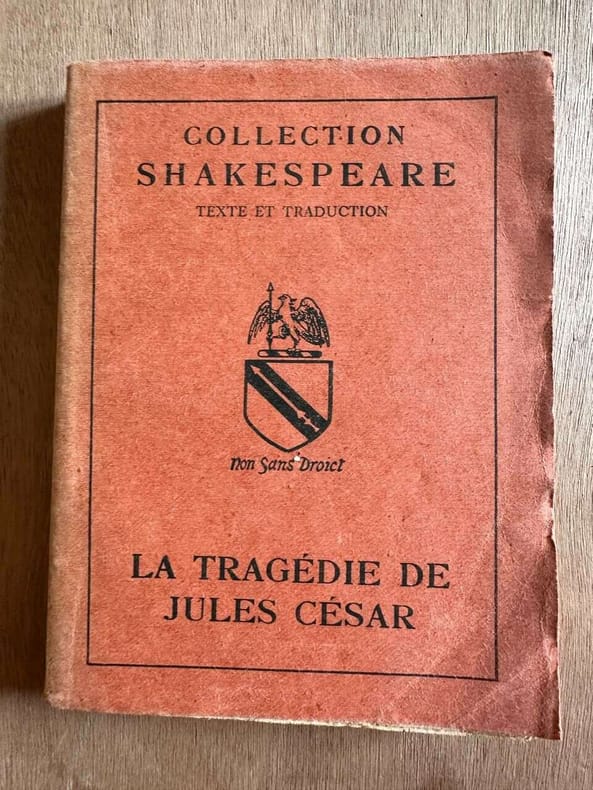 COLLECTION
SHAKESPEARE
TEXTE ET TRADUCTION
Non Sans Droict
LA TRAGÉDIE DE
JULES CÉSAR